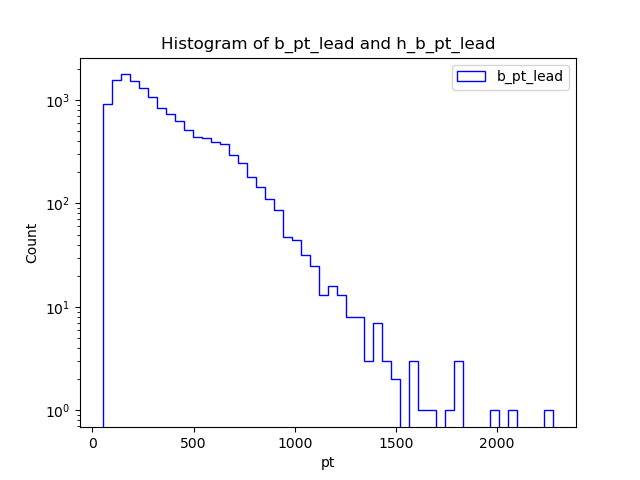 Histogram of b_pt_lead and h_b_pt_lead
b_pt_lead
Count
10³
10²
10¹
10⁰
0 500 1000 1500 2000
pt